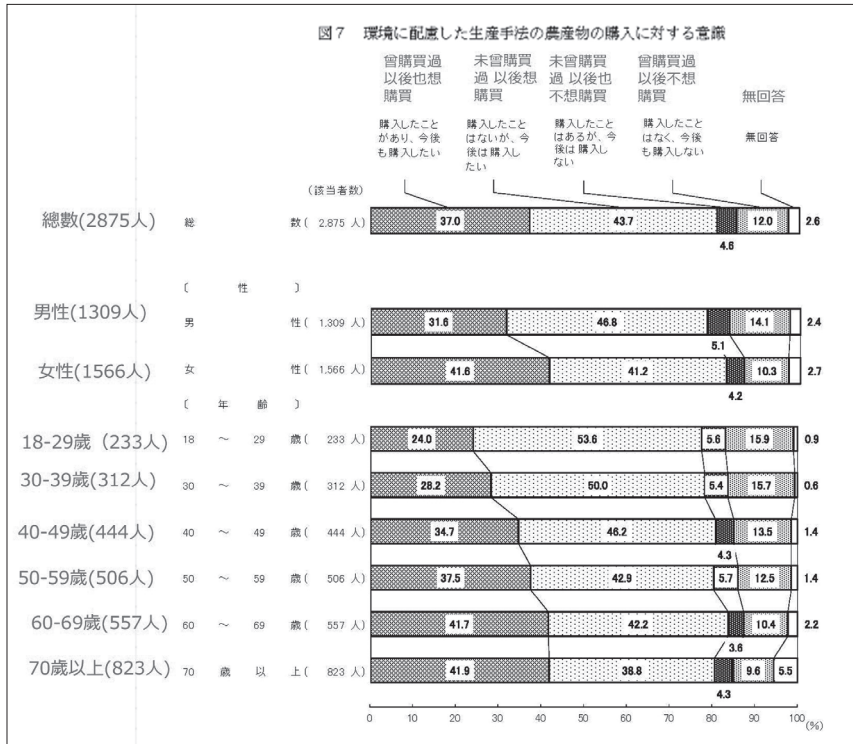 図7 環境に配慮した生産手法の農産物の購入に対する意識
曾購買過
以後也想
購買
未曾購買
過 以後想
購買
未曾購買
過 以後也
不想購買
曾購買過
以後不想
購買
無回答
購入したこと
があり、今後
も購入したい
購入したこと
はないが、今
後は購入し
たい
購入したこと
はあるが、今
後は購入し
ない
購入したこと
はなく、今後
も購入しない
無回答
(該当者数)
總數(2875人) 総 数( 2,875 人) 37.0 43.7 4.6 12.0 2.6
〔 性 〕
男性(1309人) 男 性( 1,309 人) 31.6 46.8 5.1 14.1 2.4
女性(1566人) 女 性( 1,566 人) 41.6 41.2 4.2 10.3 2.7
〔 年 齢 〕
18-29歲 (233人) 18 ～ 29 歳( 233 人) 24.0 53.6 5.6 15.9 0.9
30-39歲(312人) 30 ～ 39 歳( 312 人) 28.2 50.0 5.4 15.7 0.6
40-49歲(444人) 40 ～ 49 歳( 444 人) 34.7 46.2 4.3 13.5 1.4
50-59歲(506人) 50 ～ 59 歳( 506 人) 37.5 42.9 5.7 12.5 1.4
60-69歲(557人) 60 ～ 69 歳( 557 人) 41.7 42.2 3.6 10.4 2.2
70歲以上(823人) 70 歳 以 上( 823 人) 41.9 38.8 4.3 9.6 5.5
0 10 20 30 40 50 60 70 80 90 100
(%)